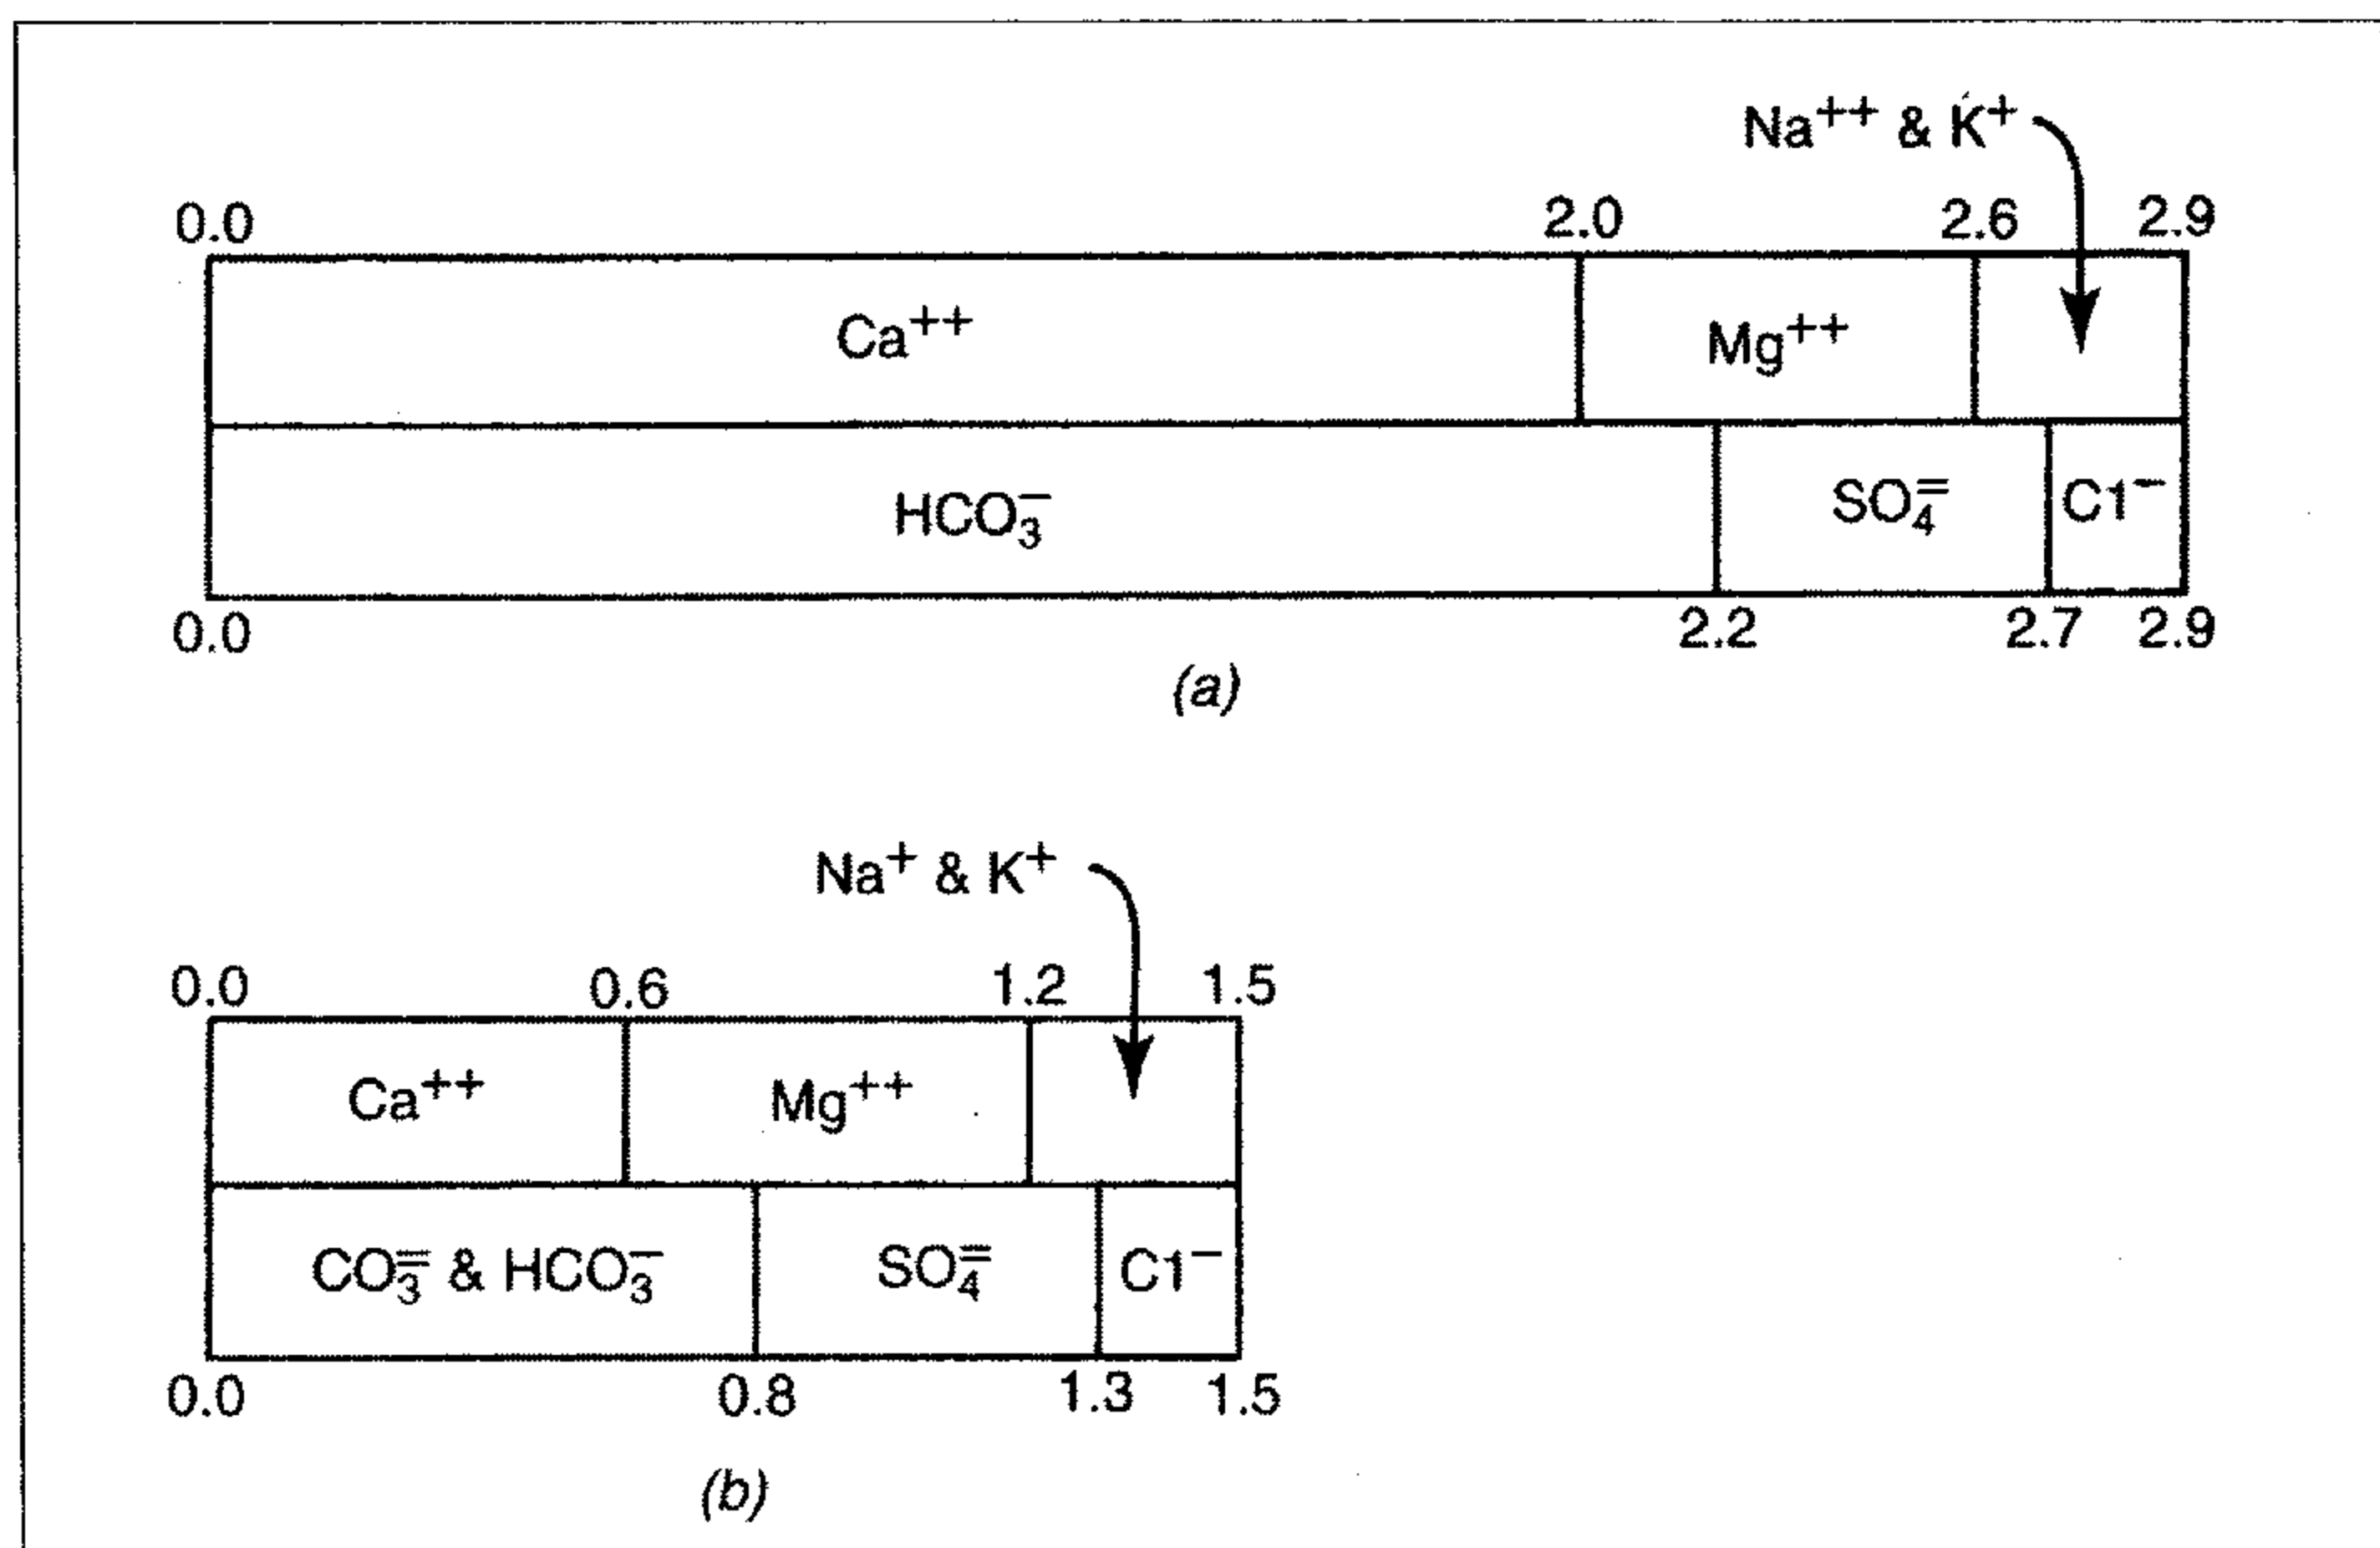 Na++ & K+
0.0 2.0 2.6 2.9
Ca++ Mg++
HCO3− SO4= C1−
0.0 2.2 2.7 2.9
(a)
Na+ & K+
0.0 0.6 1.2 1.5
Ca++ Mg++
CO3= & HCO3− SO4= C1−
0.0 0.8 1.3 1.5
(b)